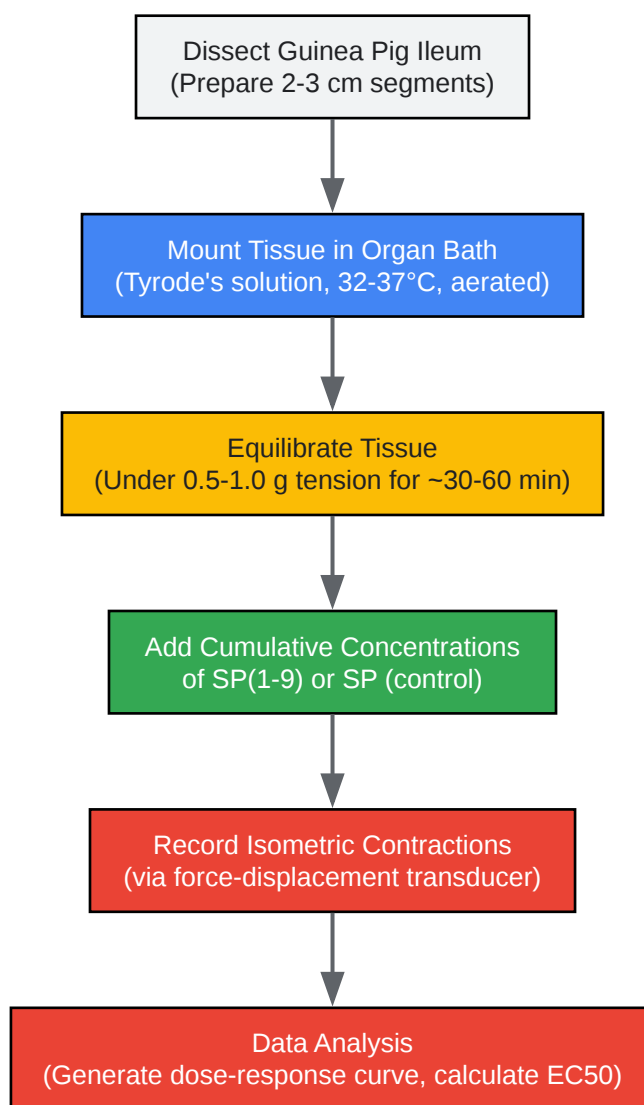 Dissect Guinea Pig Ileum
(Prepare 2-3 cm segments)
Mount Tissue in Organ Bath
(Tyrode's solution, 32-37°C, aerated)
Equilibrate Tissue
(Under 0.5-1.0 g tension for ~30-60 min)
Add Cumulative Concentrations
of SP(1-9) or SP (control)
Record Isometric Contractions
(via force-displacement transducer)
Data Analysis
(Generate dose-response curve, calculate EC50)